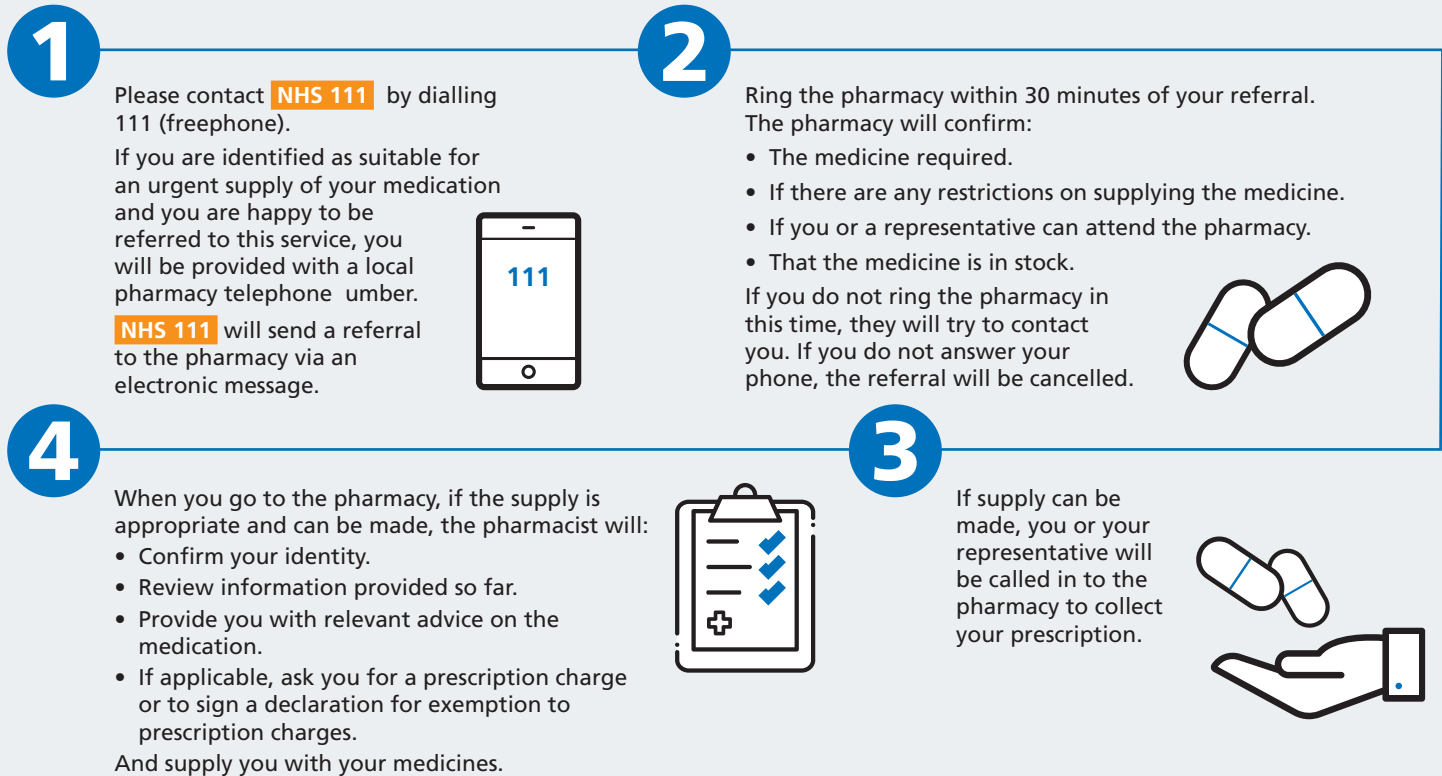 1
Please contact NHS 111 by dialling
111 (freephone).
If you are identified as suitable for
an urgent supply of your medication
and you are happy to be
referred to this service, you
will be provided with a local
pharmacy telephone  umber.
NHS 111 will send a referral
to the pharmacy via an
electronic message.
111
2
Ring the pharmacy within 30 minutes of your referral.
The pharmacy will confirm:
• The medicine required.
• If there are any restrictions on supplying the medicine.
• If you or a representative can attend the pharmacy.
• That the medicine is in stock.
If you do not ring the pharmacy in
this time, they will try to contact
you. If you do not answer your
phone, the referral will be cancelled.
3
If supply can be
made, you or your
representative will
be called in to the
pharmacy to collect
your prescription.
4
When you go to the pharmacy, if the supply is
appropriate and can be made, the pharmacist will:
• Confirm your identity.
• Review information provided so far.
• Provide you with relevant advice on the
medication.
• If applicable, ask you for a prescription charge
or to sign a declaration for exemption to
prescription charges.
And supply you with your medicines.